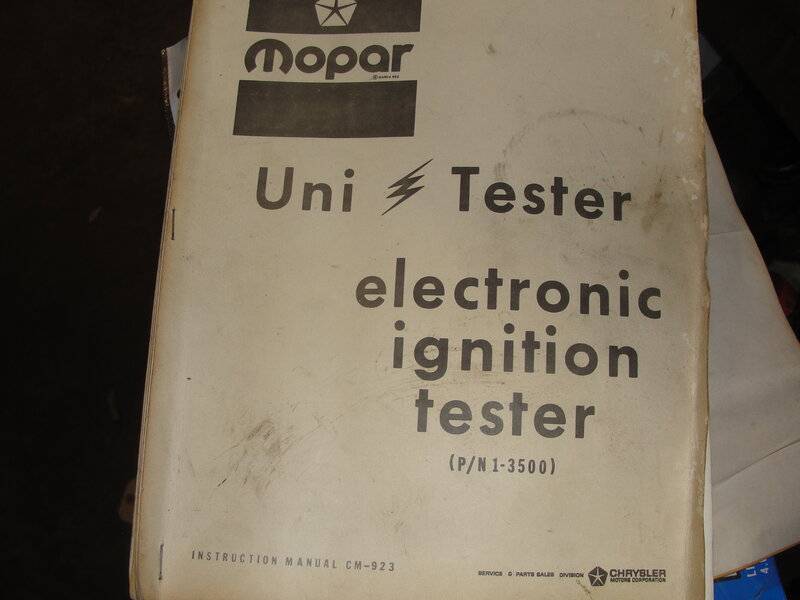 Mopar
Uni Tester
electronic
ignition
tester
(P/N 1-3500)
INSTRUCTION MANUAL CM-923
SERVICE & PARTS SALES DIVISION CHRYSLER
MOTORS CORPORATION